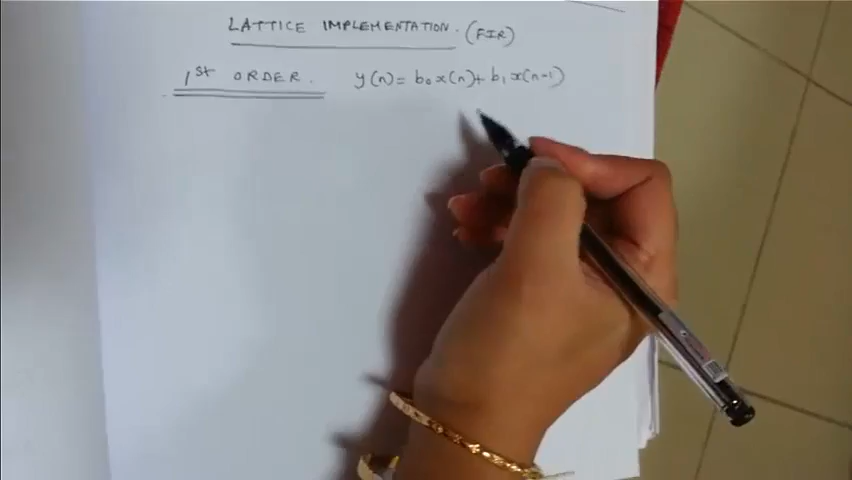 LATTICE IMPLEMENTATION. (FIR)
1st ORDER. y(n) = b₀x(n) + b₁x(n-1)